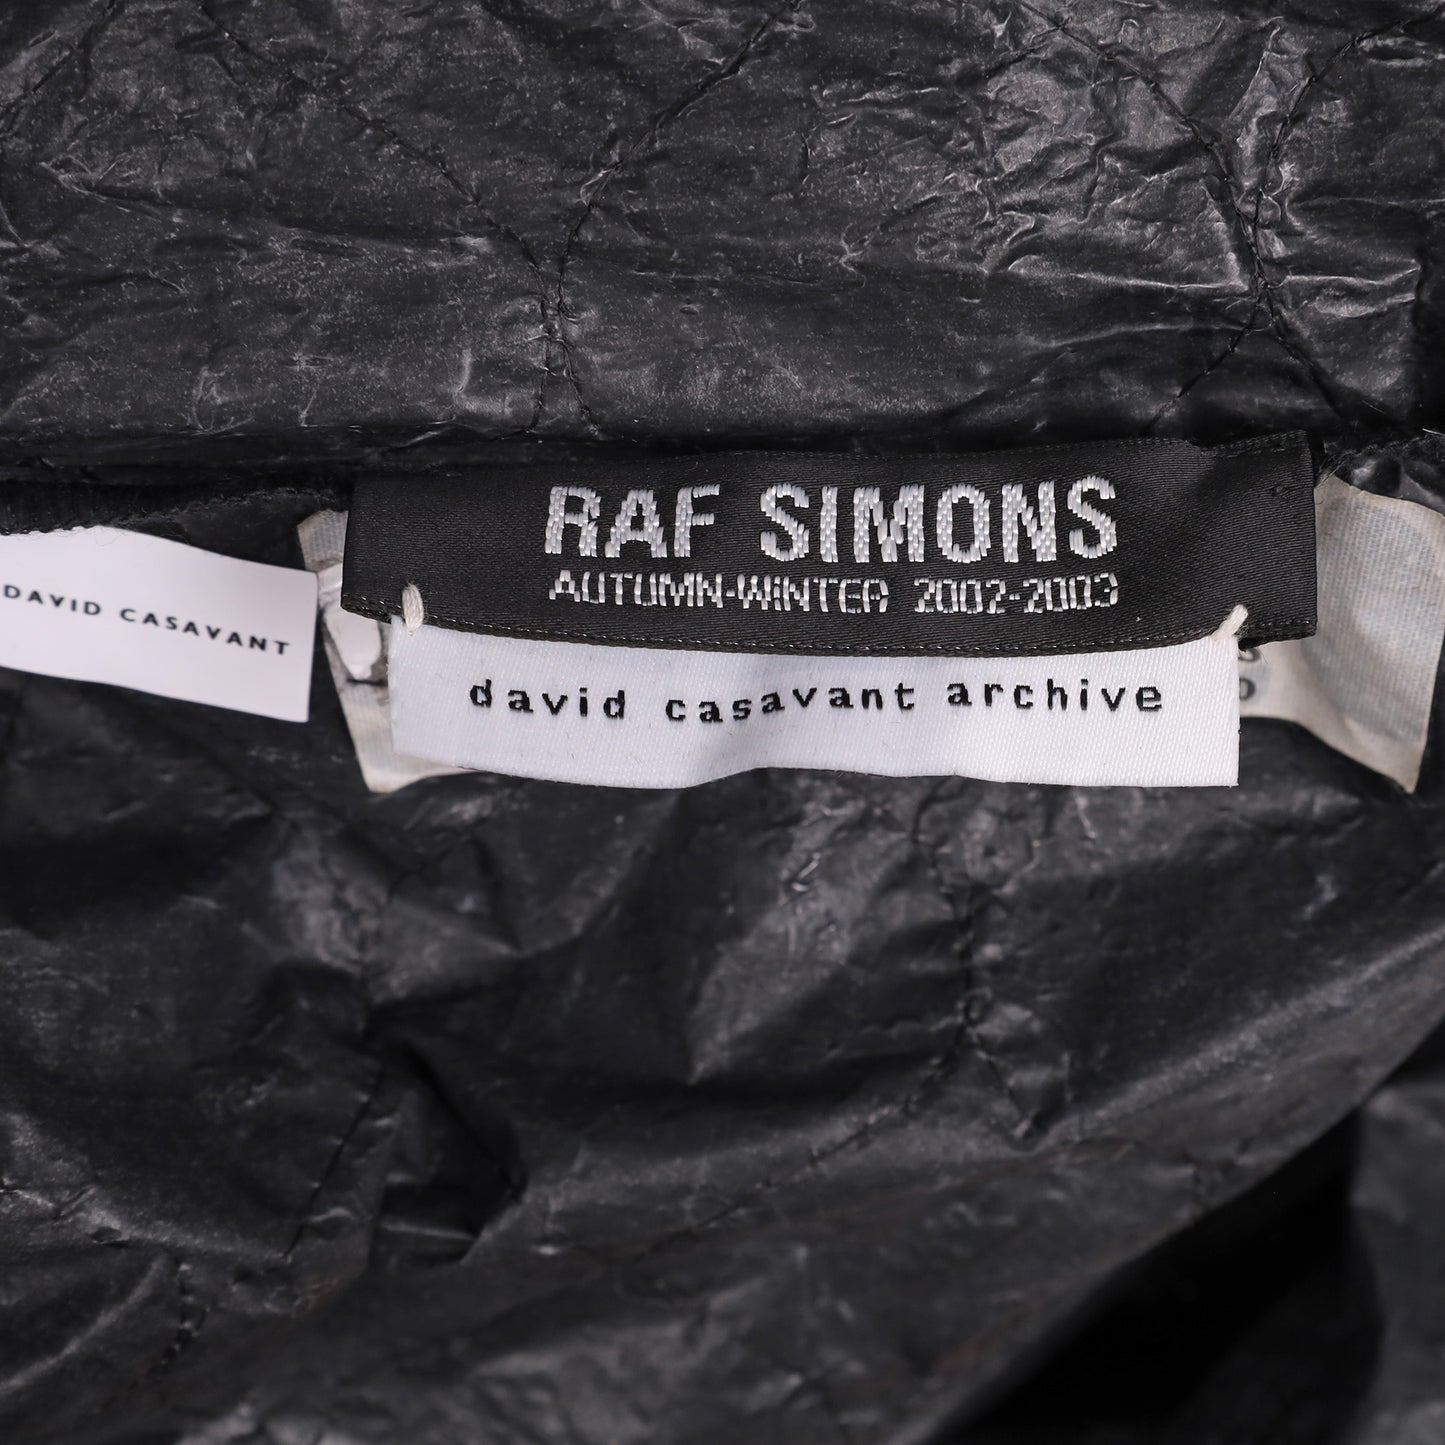 RAF SIMONS
AUTUMN-WINTER 2002-2003
david casavant archive
DAVID CASAVANT